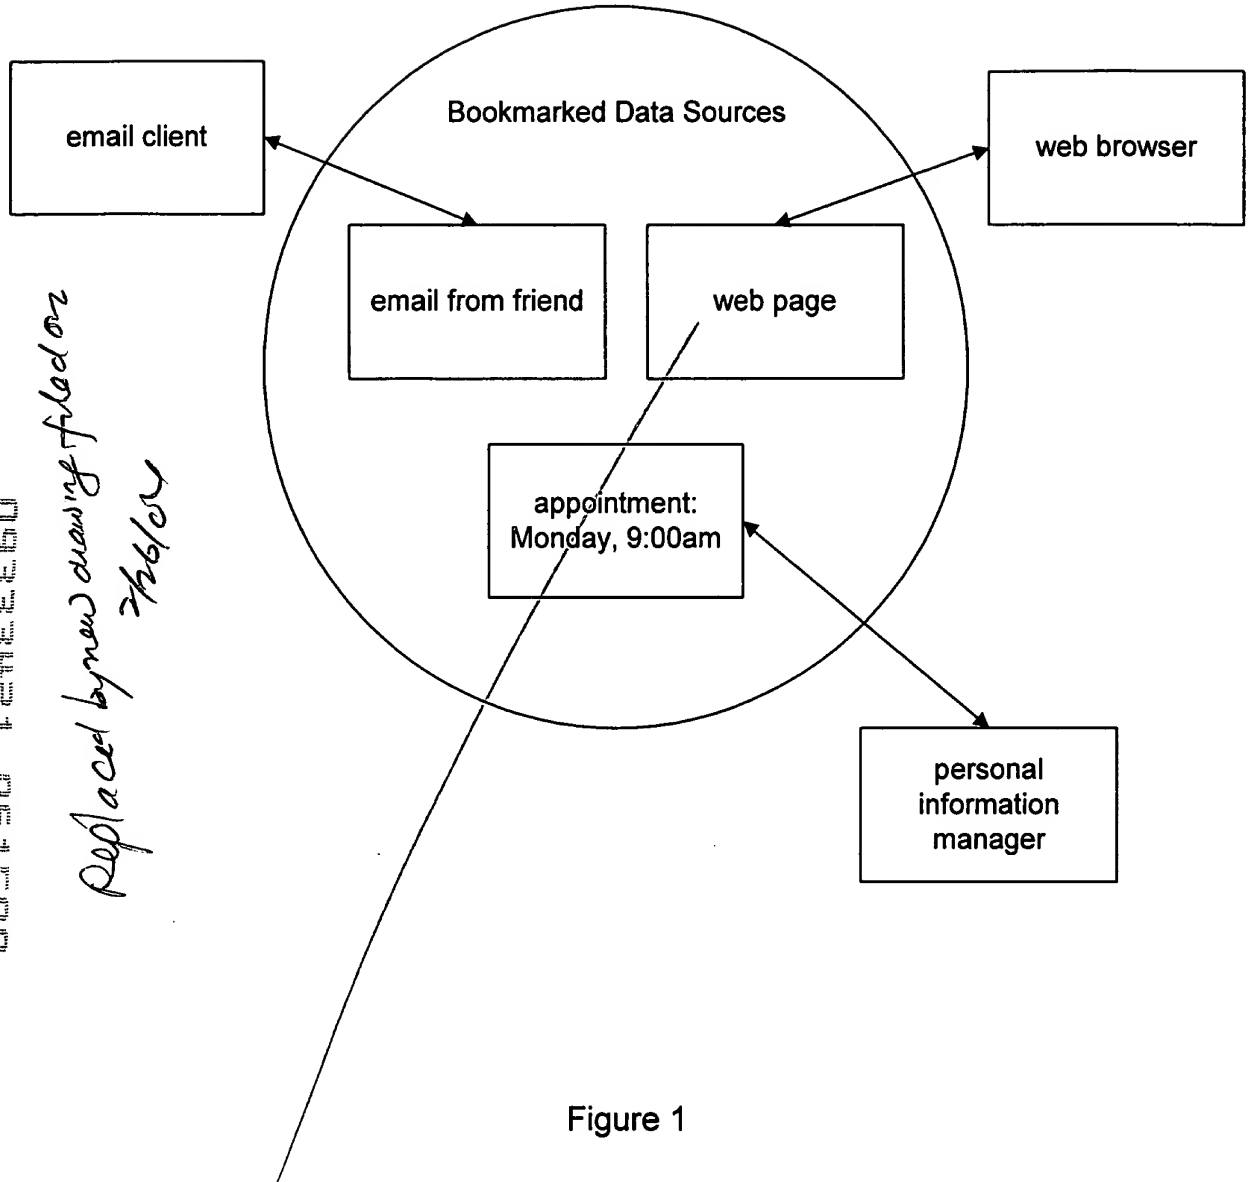 Bookmarked Data Sources
email client
web browser
email from friend
web page
appointment:
Monday, 9:00am
personal
information
manager
Replaced by new drawing filed on
Figure 1